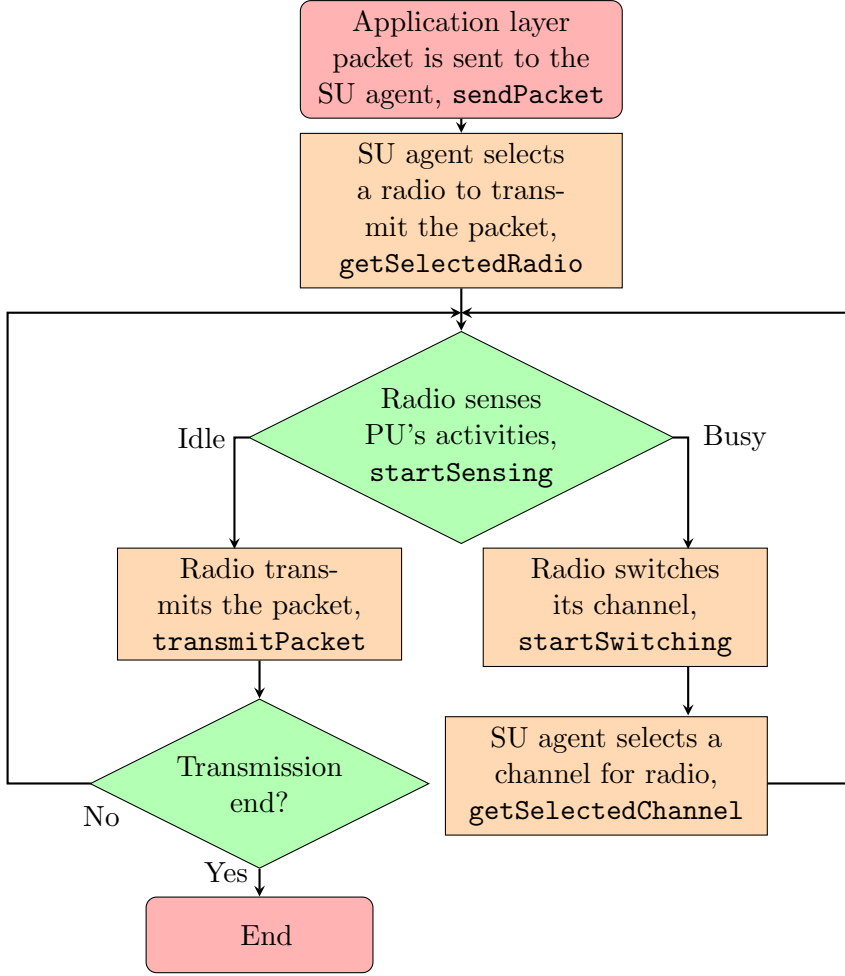 Application layer
packet is sent to the
SU agent, sendPacket
SU agent selects
a radio to trans-
mit the packet,
getSelectedRadio
Radio senses
PU's activities,
startSensing
Idle
Busy
Radio trans-
mits the packet,
transmitPacket
Radio switches
its channel,
startSwitching
Transmission
end?
No
Yes
SU agent selects a
channel for radio,
getSelectedChannel
End